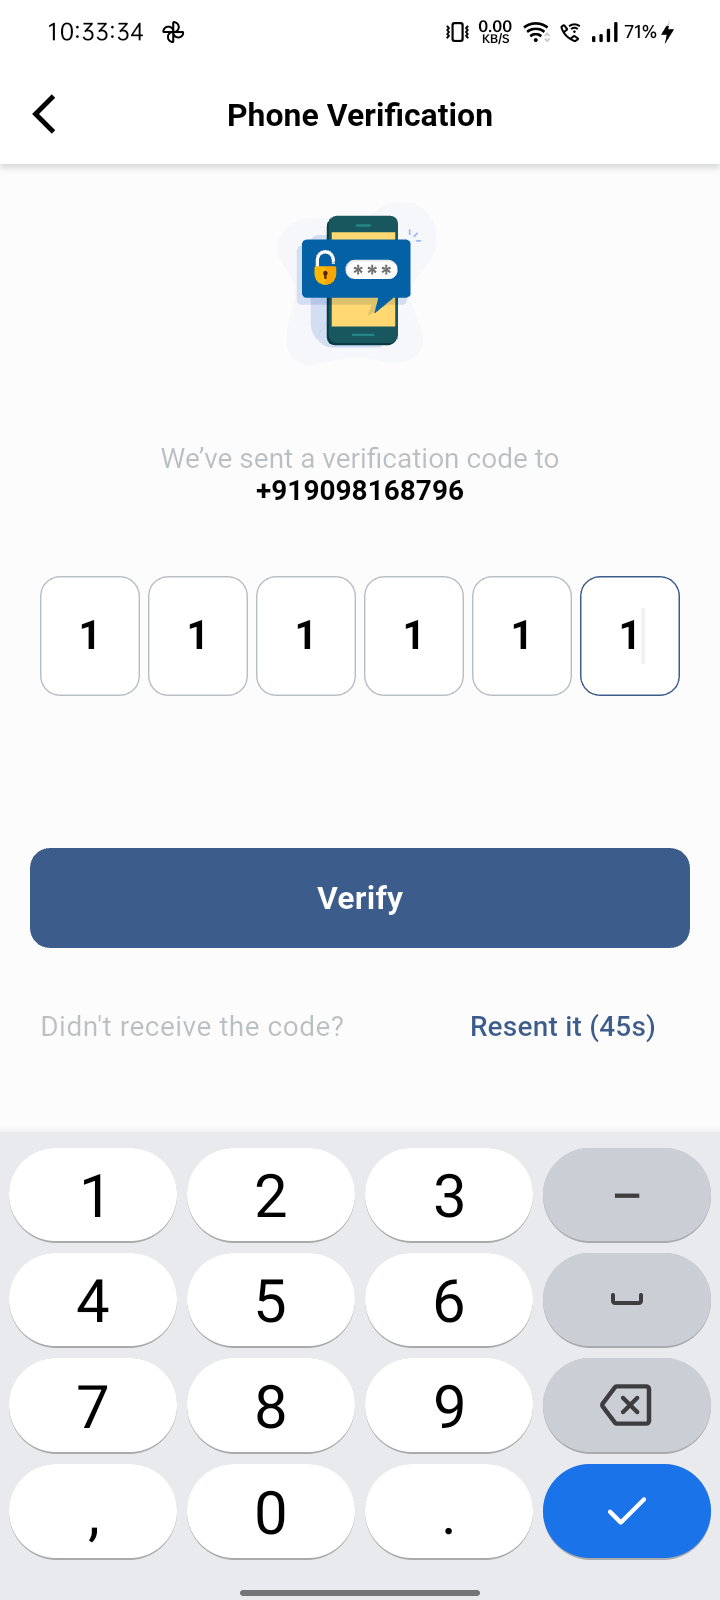 10:33:34 0.00 KB/S 71%
Phone Verification
***
We’ve sent a verification code to
+919098168796
1 1 1 1 1 1
Verify
Didn't receive the code? Resent it (45s)
1 2 3 –
4 5 6
7 8 9
, 0 .